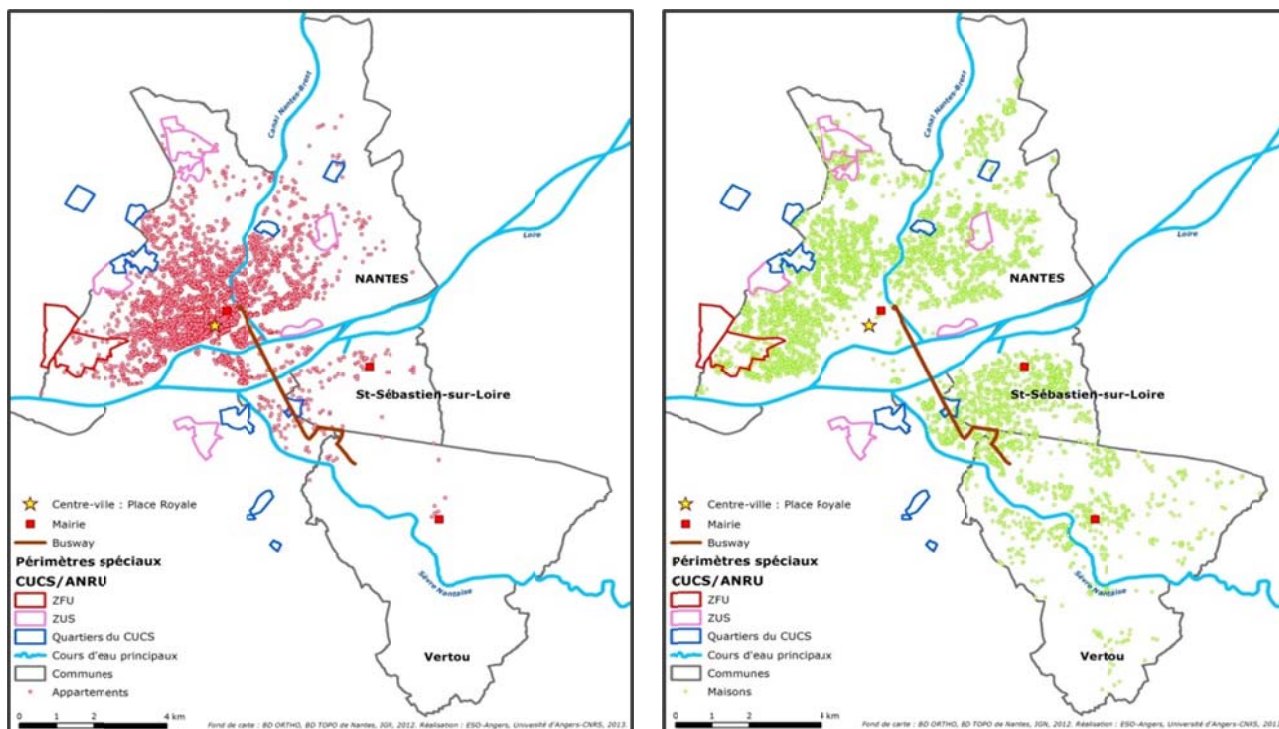 Canal Nantes-Brest
Loire
NANTES
St-Sébastien-sur-Loire
Centre-ville : Place Royale
Mairie
Busway
Périmètres spéciaux
CUCS/ANRU
ZFU
ZUS
Quartiers du CUCS
Cours d'eau principaux
Communes
Appartements
Sèvre Nantaise
Vertou
0 1 2 4 km
Fond de carte : BD ORTHO, BD TOPO de Nantes, IGN, 2012. Réalisation : ESO-Angers, Université d'Angers-CNRS, 2013.
Canal Nantes-Brest
Loire
NANTES
St-Sébastien-sur-Loire
Centre-ville : Place Royale
Mairie
Busway
Périmètres spéciaux
CUCS/ANRU
ZFU
ZUS
Quartiers du CUCS
Cours d'eau principaux
Communes
Maisons
Sèvre Nantaise
Vertou
0 1 2 4 km
Fond de carte : BD ORTHO, BD TOPO de Nantes, IGN, 2012. Réalisation : ESO-Angers, Université d'Angers-CNRS, 2013